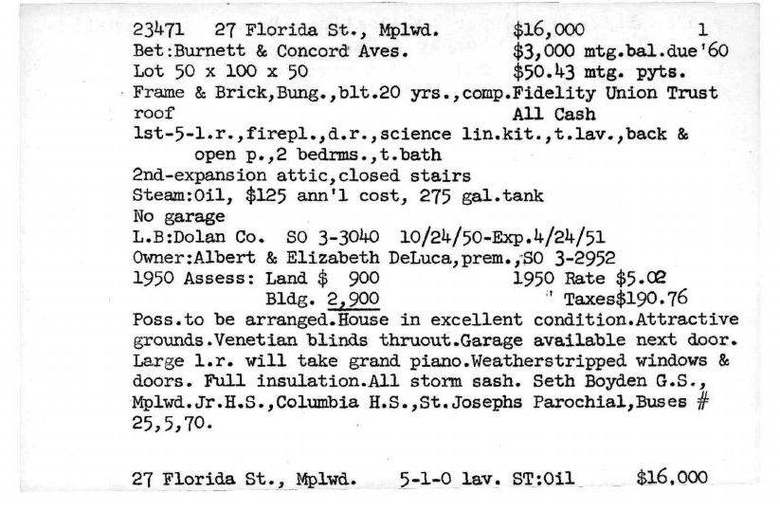 23471 27 Florida St., Mplwd. $16,000 1
Bet:Burnett & Concord Aves. $3,000 mtg.bal.due'60
Lot 50 x 100 x 50 $50.43 mtg. pyts.
Frame & Brick,Bung.,blt.20 yrs.,comp.Fidelity Union Trust
roof All Cash
1st-5-l.r.,firepl.,d.r.,science lin.kit.,t.lav.,back &
open p.,2 bedrms.,t.bath
2nd-expansion attic,closed stairs
Steam:Oil, $125 ann'l cost, 275 gal.tank
No garage
L.B:Dolan Co. SO 3-3040 10/24/50-Exp.4/24/51
Owner:Albert & Elizabeth DeLuca,prem.,SO 3-2952
1950 Assess: Land $ 900 1950 Rate $5.02
Bldg. 2,900 " Taxes$190.76
Poss.to be arranged.House in excellent condition.Attractive
grounds.Venetian blinds thruout.Garage available next door.
Large l.r. will take grand piano.Weatherstripped windows &
doors. Full insulation.All storm sash. Seth Boyden G.S.,
Mplwd.Jr.H.S.,Columbia H.S.,St.Josephs Parochial,Buses #
25,5,70.
27 Florida St., Mplwd. 5-1-0 lav. ST:Oil $16,000